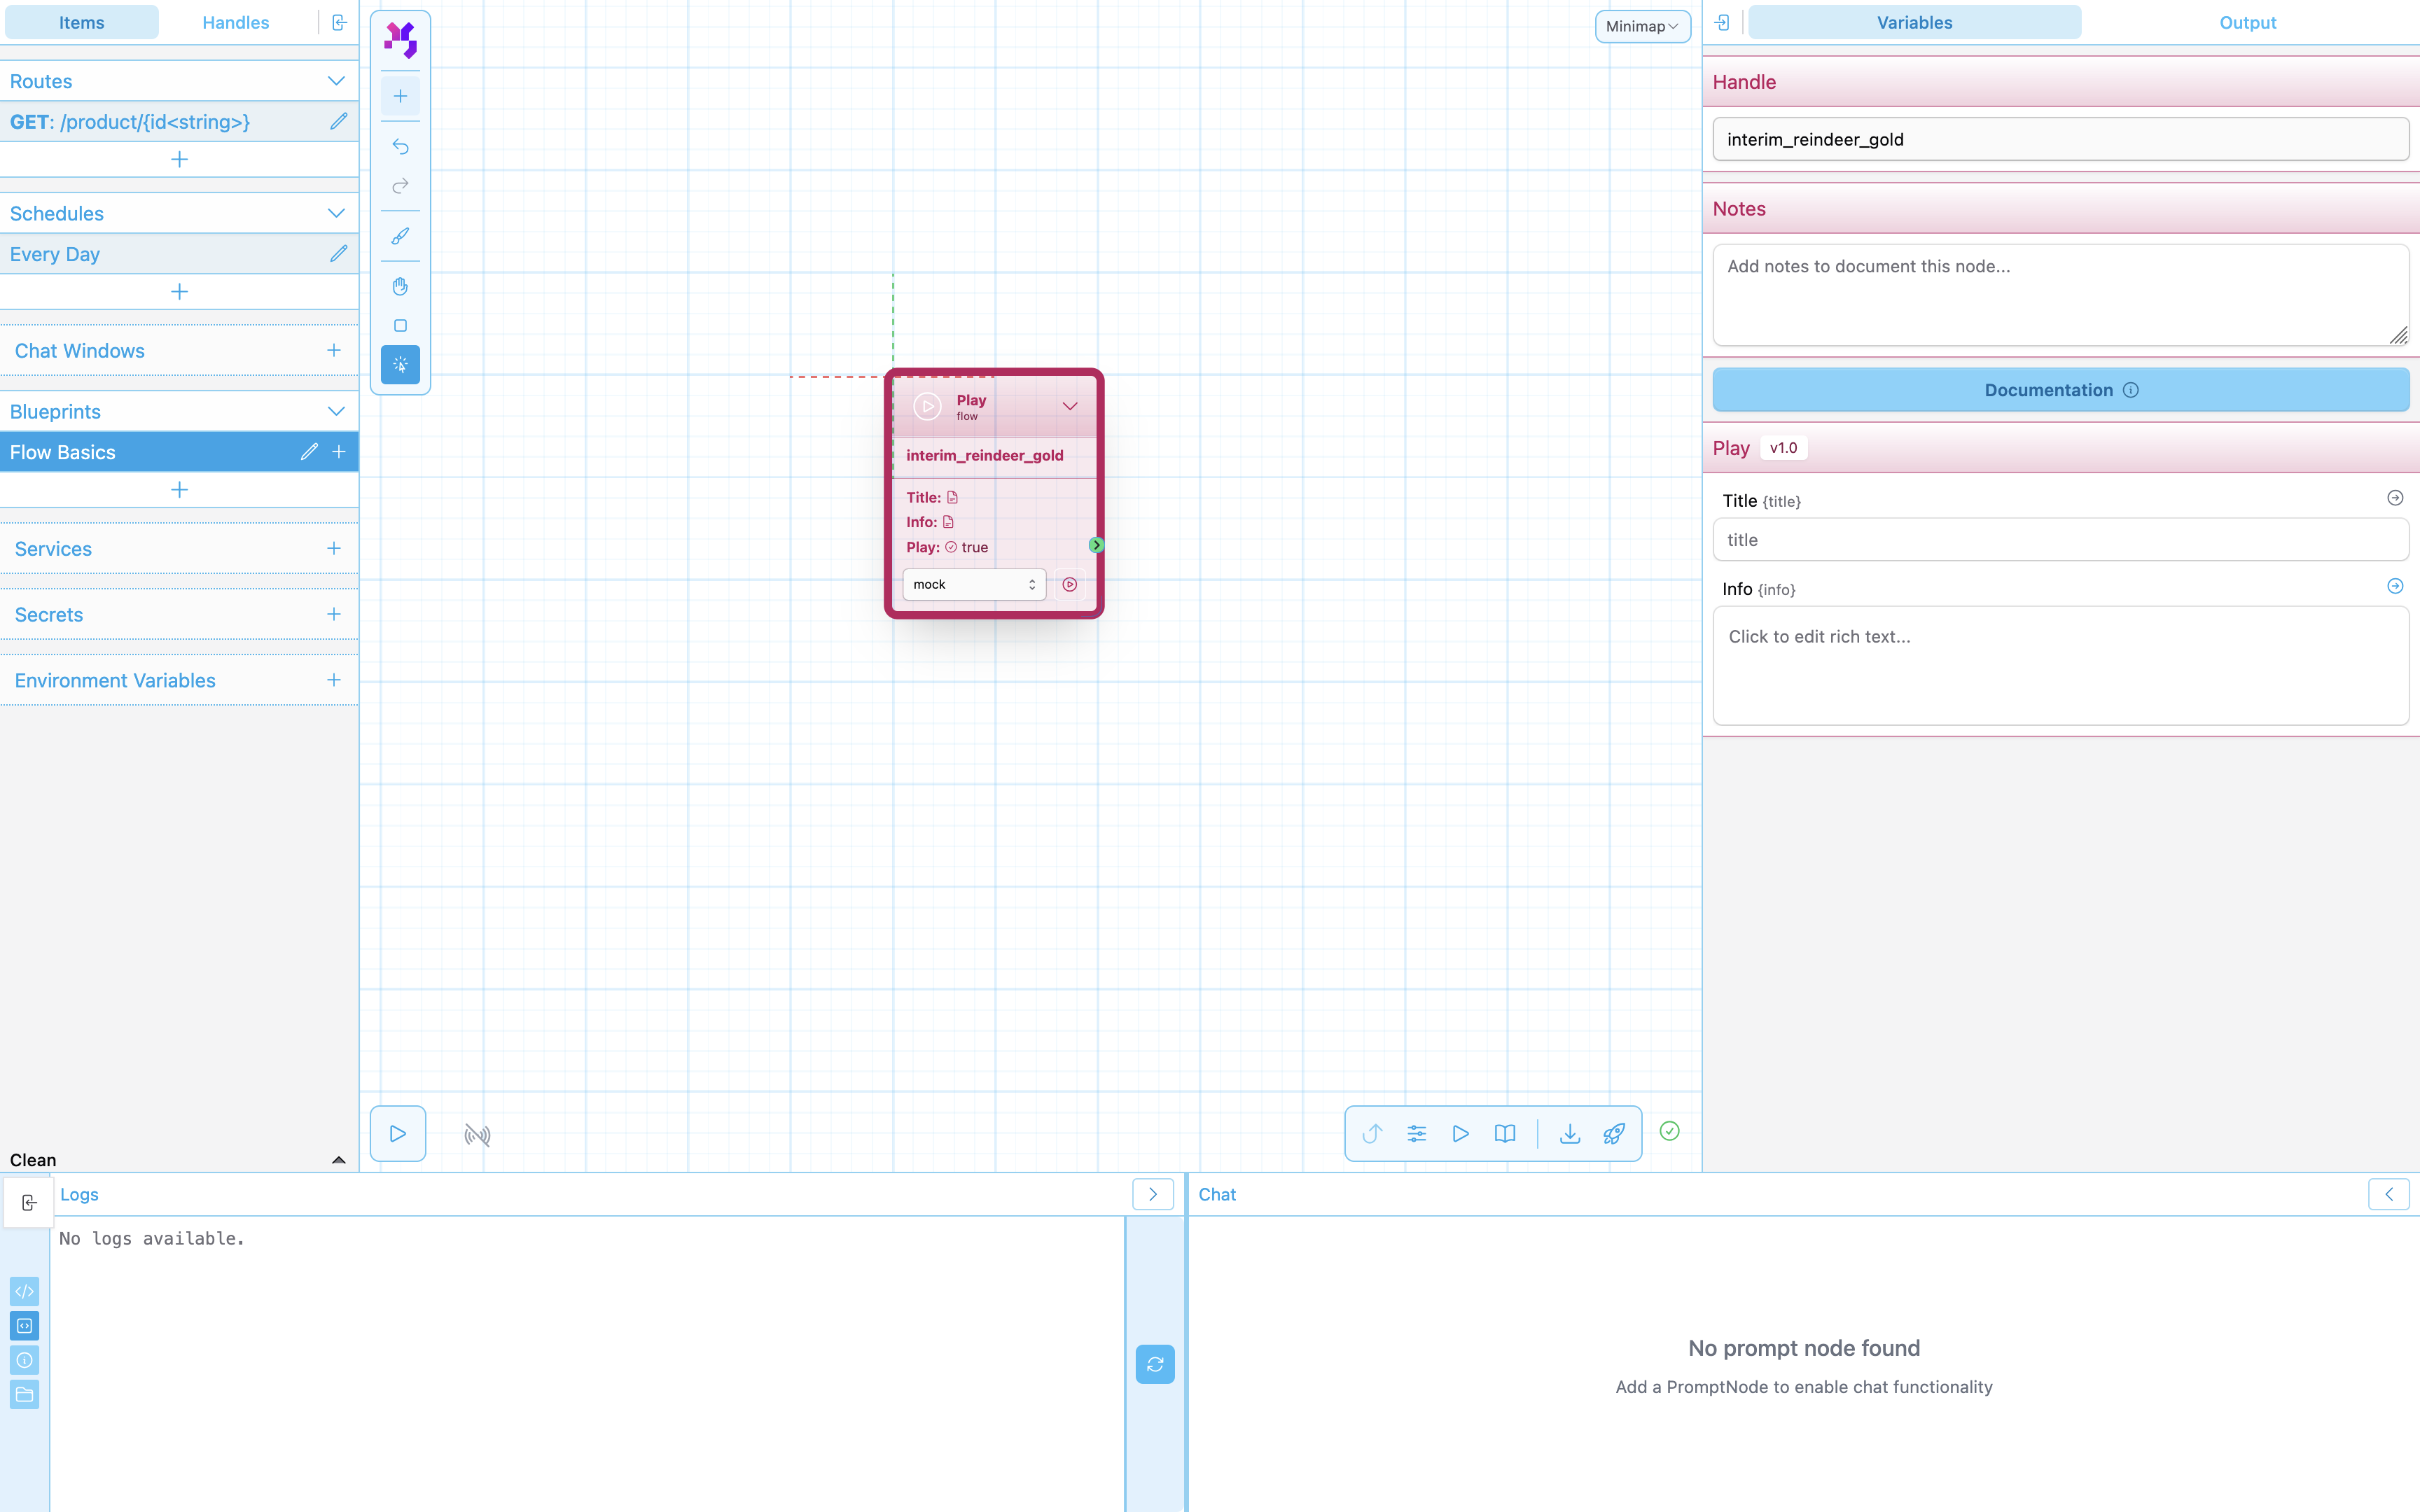 Items
Handles
Routes
GET: /product/{id<string>}
Schedules
Every Day
Chat Windows
Blueprints
Flow Basics
Services
Secrets
Environment Variables
Clean
Minimap
Play
flow
interim_reindeer_gold
Title:
Info:
Play: true
mock
Variables
Output
Handle
interim_reindeer_gold
Notes
Add notes to document this node...
Documentation
Play v1.0
Title {title}
title
Info {info}
Click to edit rich text...
Logs
No logs available.
Chat
No prompt node found
Add a PromptNode to enable chat functionality